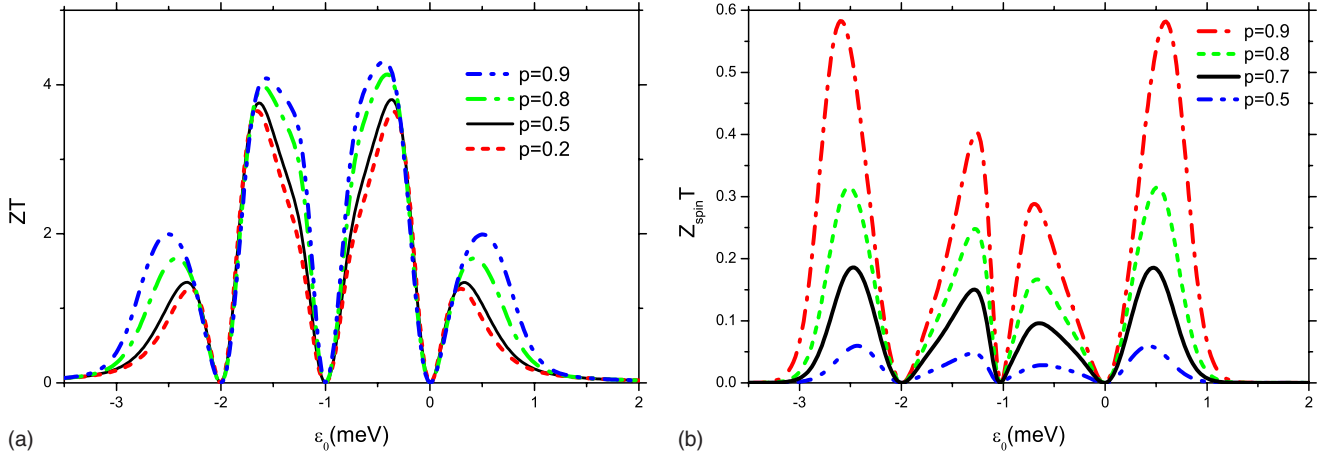 ZT
4
2
0
p=0.9
p=0.8
p=0.5
p=0.2
-3 -2 -1 0 1 2
(a) ε₀(meV)
Z_spin T
0.6
0.5
0.4
0.3
0.2
0.1
0.0
p=0.9
p=0.8
p=0.7
p=0.5
-3 -2 -1 0 1 2
(b) ε₀(meV)